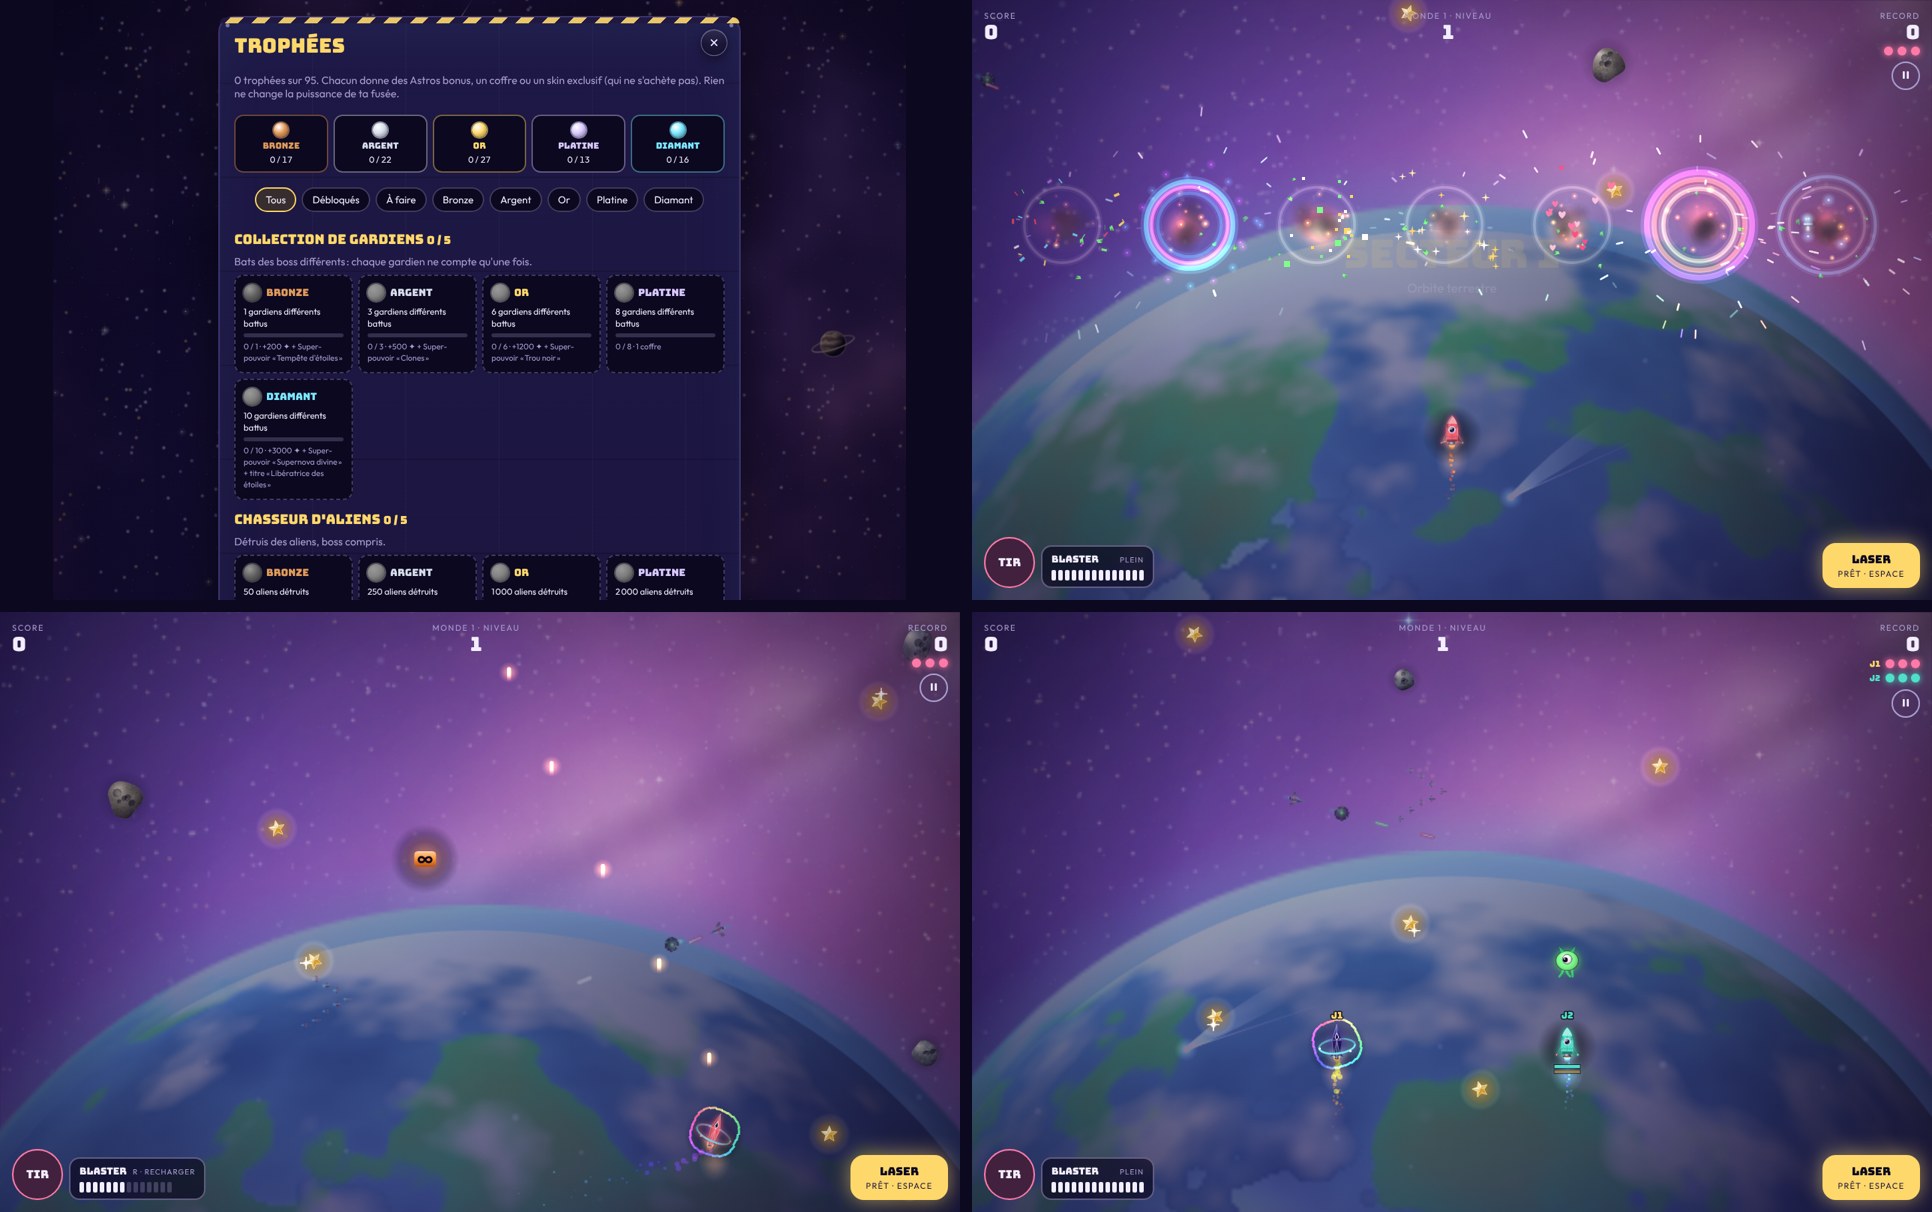 TROPHÉES
×
0 trophées sur 95. Chacun donne des Astros bonus, un coffre ou un skin exclusif (qui ne s'achète pas). Rien
ne change la puissance de ta fusée.
BRONZE
0 / 17
ARGENT
0 / 22
OR
0 / 27
PLATINE
0 / 13
DIAMANT
0 / 16
Tous
Débloqués
À faire
Bronze
Argent
Or
Platine
Diamant
COLLECTION DE GARDIENS 0 / 5
Bats des boss différents : chaque gardien ne compte qu'une fois.
BRONZE
1 gardiens différents
battus
0 / 1 · +200 ✦ + Super-
pouvoir « Tempête d'étoiles »
ARGENT
3 gardiens différents
battus
0 / 3 · +500 ✦ + Super-
pouvoir « Clones »
OR
6 gardiens différents
battus
0 / 6 · +1200 ✦ + Super-
pouvoir « Trou noir »
PLATINE
8 gardiens différents
battus
0 / 8 · 1 coffre
DIAMANT
10 gardiens différents
battus
0 / 10 · +3000 ✦ + Super-
pouvoir « Supernova divine »
+ titre « Libératrice des
étoiles »
CHASSEUR D'ALIENS 0 / 5
Détruis des aliens, boss compris.
BRONZE
50 aliens détruits
ARGENT
250 aliens détruits
OR
1 000 aliens détruits
PLATINE
2 000 aliens détruits
SCORE
0
MONDE 1 · NIVEAU
1
RECORD
0
SECTEUR 1
Orbite terrestre
TIR
BLASTER PLEIN
LASER
PRÊT · ESPACE
SCORE
0
MONDE 1 · NIVEAU
1
RECORD
0
∞
TIR
BLASTER R · RECHARGER
LASER
PRÊT · ESPACE
SCORE
0
MONDE 1 · NIVEAU
1
RECORD
0
J1
J2
J1
J2
TIR
BLASTER PLEIN
LASER
PRÊT · ESPACE